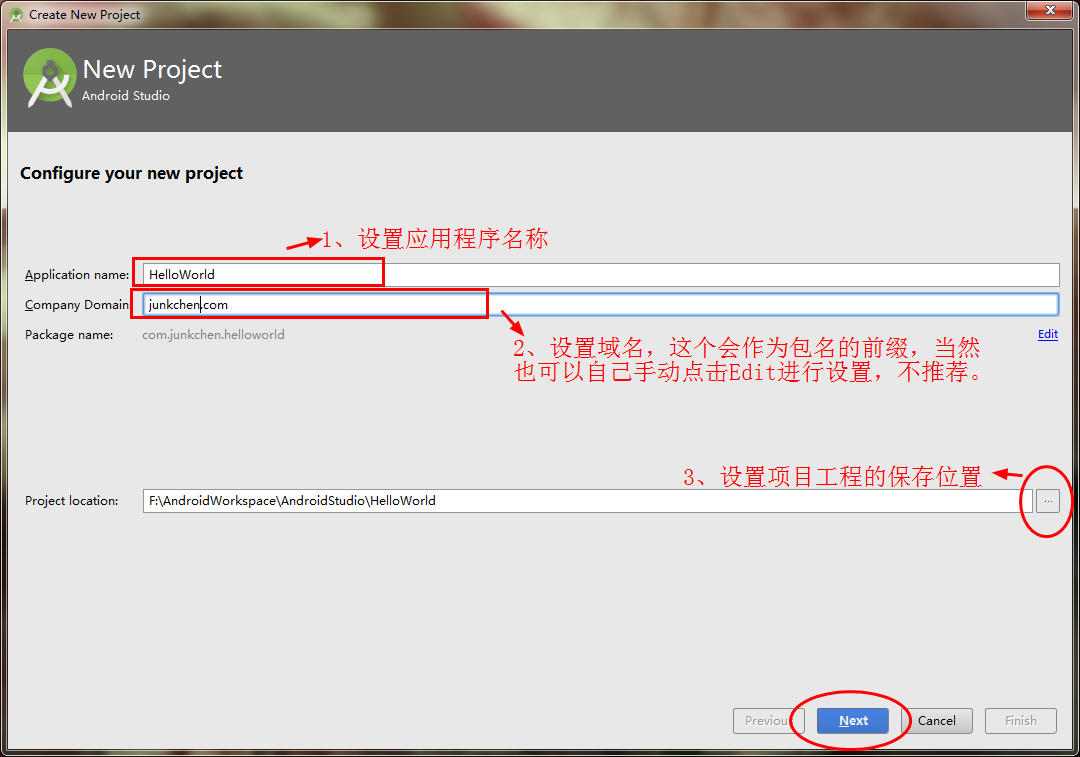 Create New Project
New Project
Android Studio
Configure your new project
1、设置应用程序名称
Application name: HelloWorld
Company Domain junkchen.com
Package name: com.junkchen.helloworld Edit
2、设置域名，这个会作为包名的前缀，当然
也可以自己手动点击Edit进行设置，不推荐。
3、设置项目工程的保存位置
Project location: F:\AndroidWorkspace\AndroidStudio\HelloWorld ...
Previous Next Cancel Finish